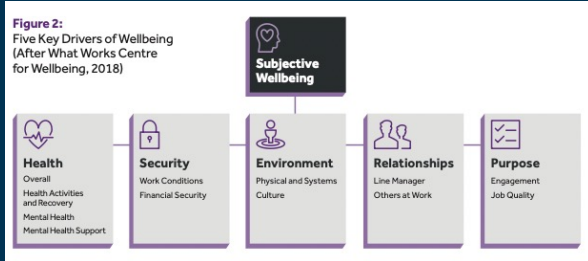 Figure 2:
Five Key Drivers of Wellbeing
(After What Works Centre
for Wellbeing, 2018)
Subjective
Wellbeing
Health
Overall
Health Activities
and Recovery
Mental Health
Mental Health Support
Security
Work Conditions
Financial Security
Environment
Physical and Systems
Culture
Relationships
Line Manager
Others at Work
Purpose
Engagement
Job Quality